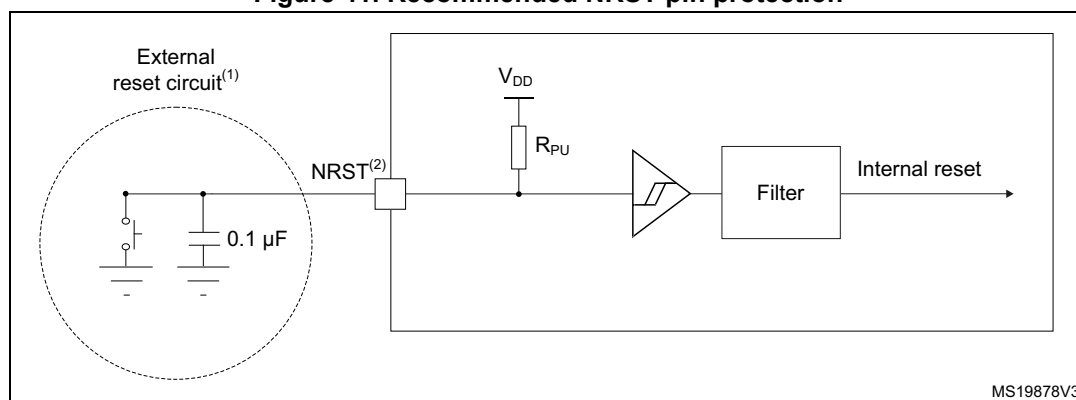 Figure
Recommended NRST pin protection
External
reset circuit(1)
VDD
RPU
NRST(2)
Internal reset
Filter
0.1 µF
MS19878V3